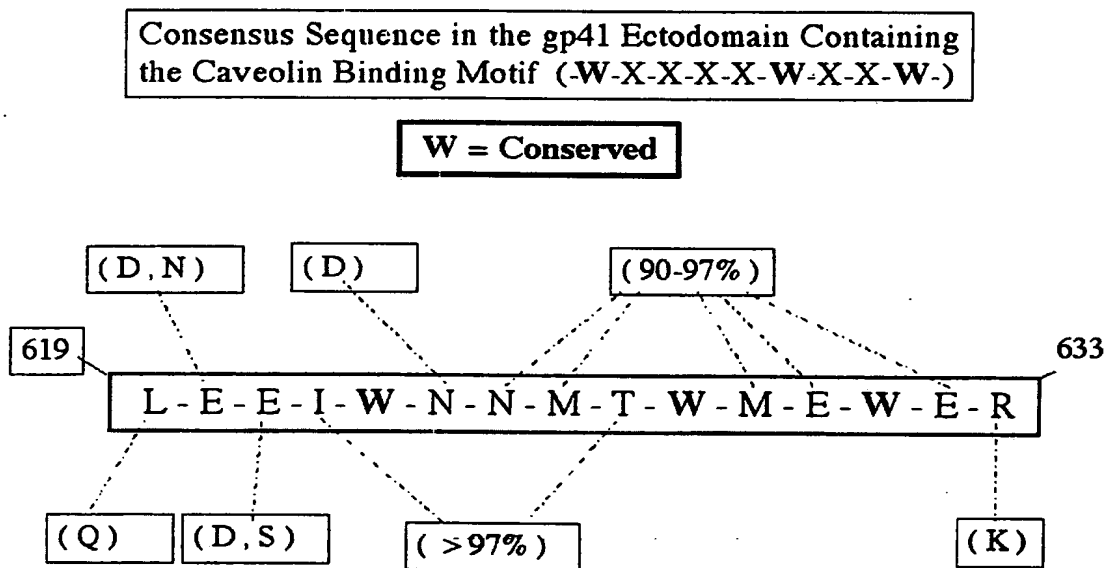 Consensus Sequence in the gp41 Ectodomain Containing
the Caveolin Binding Motif (-W-X-X-X-X-W-X-X-W-)
W = Conserved
(D,N)
(D)
(90-97%)
619
633
L-E-E-I-W-N-N-M-T-W-M-E-W-E-R
(Q)
(D,S)
(>97%)
(K)